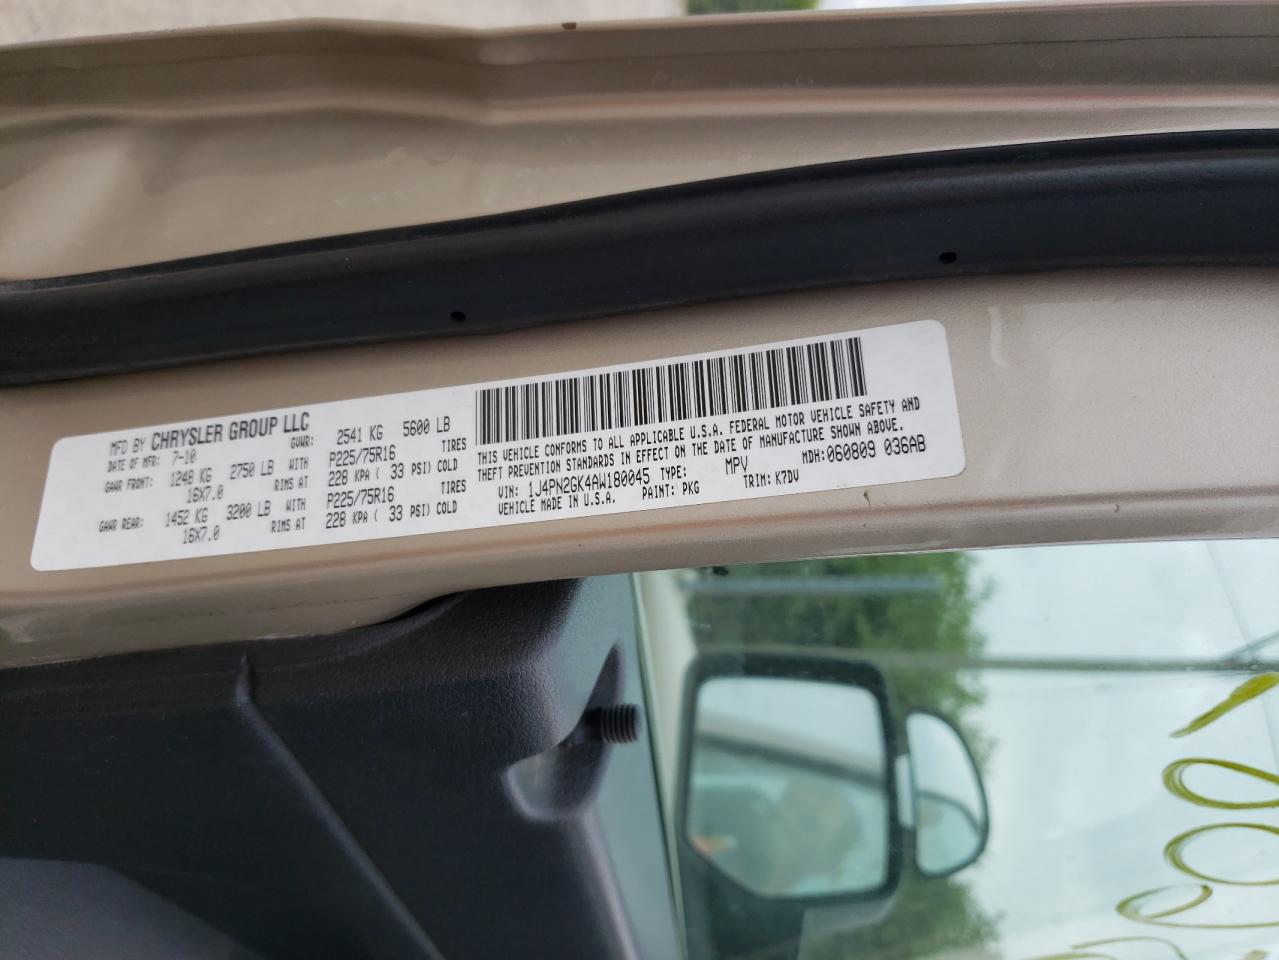 MFD BY CHRYSLER GROUP LLC
DATE OF MFR: 7-10 GVWR: 2541 KG 5600 LB
GAWR FRONT: 1248 KG 2750 LB WITH P225/75R16 TIRES
16X7.0 RIMS AT 228 KPA ( 33 PSI) COLD
GAWR REAR: 1452 KG 3200 LB WITH P225/75R16 TIRES
16X7.0 RIMS AT 228 KPA ( 33 PSI) COLD
THIS VEHICLE CONFORMS TO ALL APPLICABLE U.S.A. FEDERAL MOTOR VEHICLE SAFETY AND
THEFT PREVENTION STANDARDS IN EFFECT ON THE DATE OF MANUFACTURE SHOWN ABOVE.
VIN: 1J4PN2GK4AW180045 TYPE: MPV MDH: 060809 036AB
VEHICLE MADE IN U.S.A. PAINT: PKG TRIM: K7DV